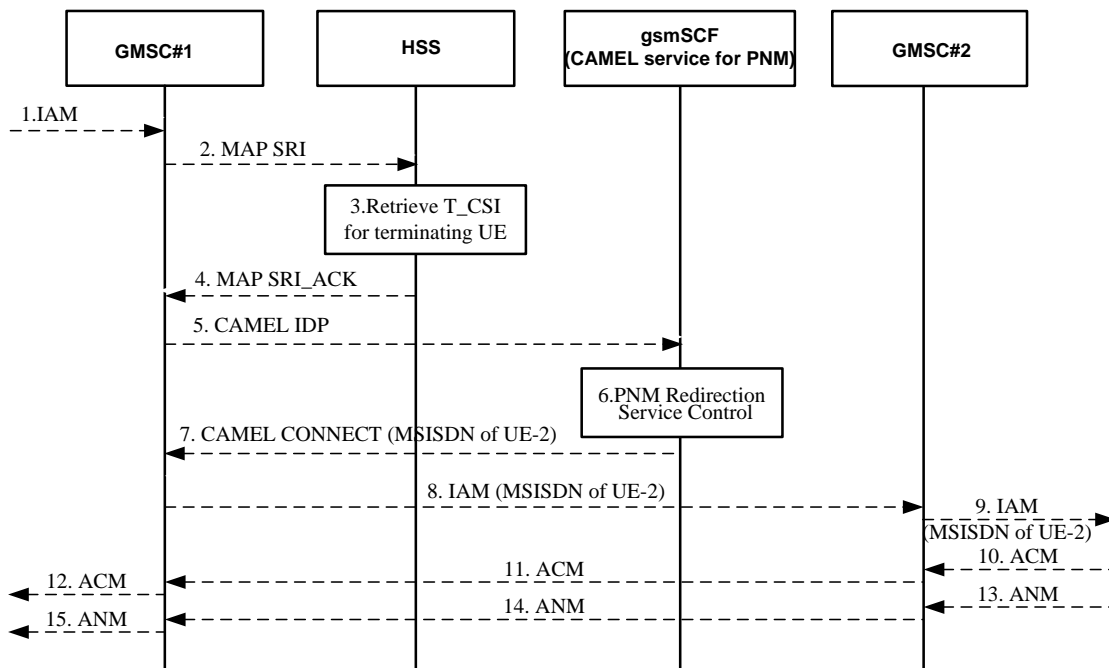 GMSC#1
HSS
gsmSCF
(CAMEL service for PNM)
GMSC#2
1.IAM
2. MAP SRI
3.Retrieve T_CSI
for terminating UE
4. MAP SRI_ACK
5. CAMEL IDP
6.PNM Redirection
Service Control
7. CAMEL CONNECT (MSISDN of UE-2)
8. IAM (MSISDN of UE-2)
9. IAM
(MSISDN of UE-2)
10. ACM
11. ACM
12. ACM
13. ANM
14. ANM
15. ANM